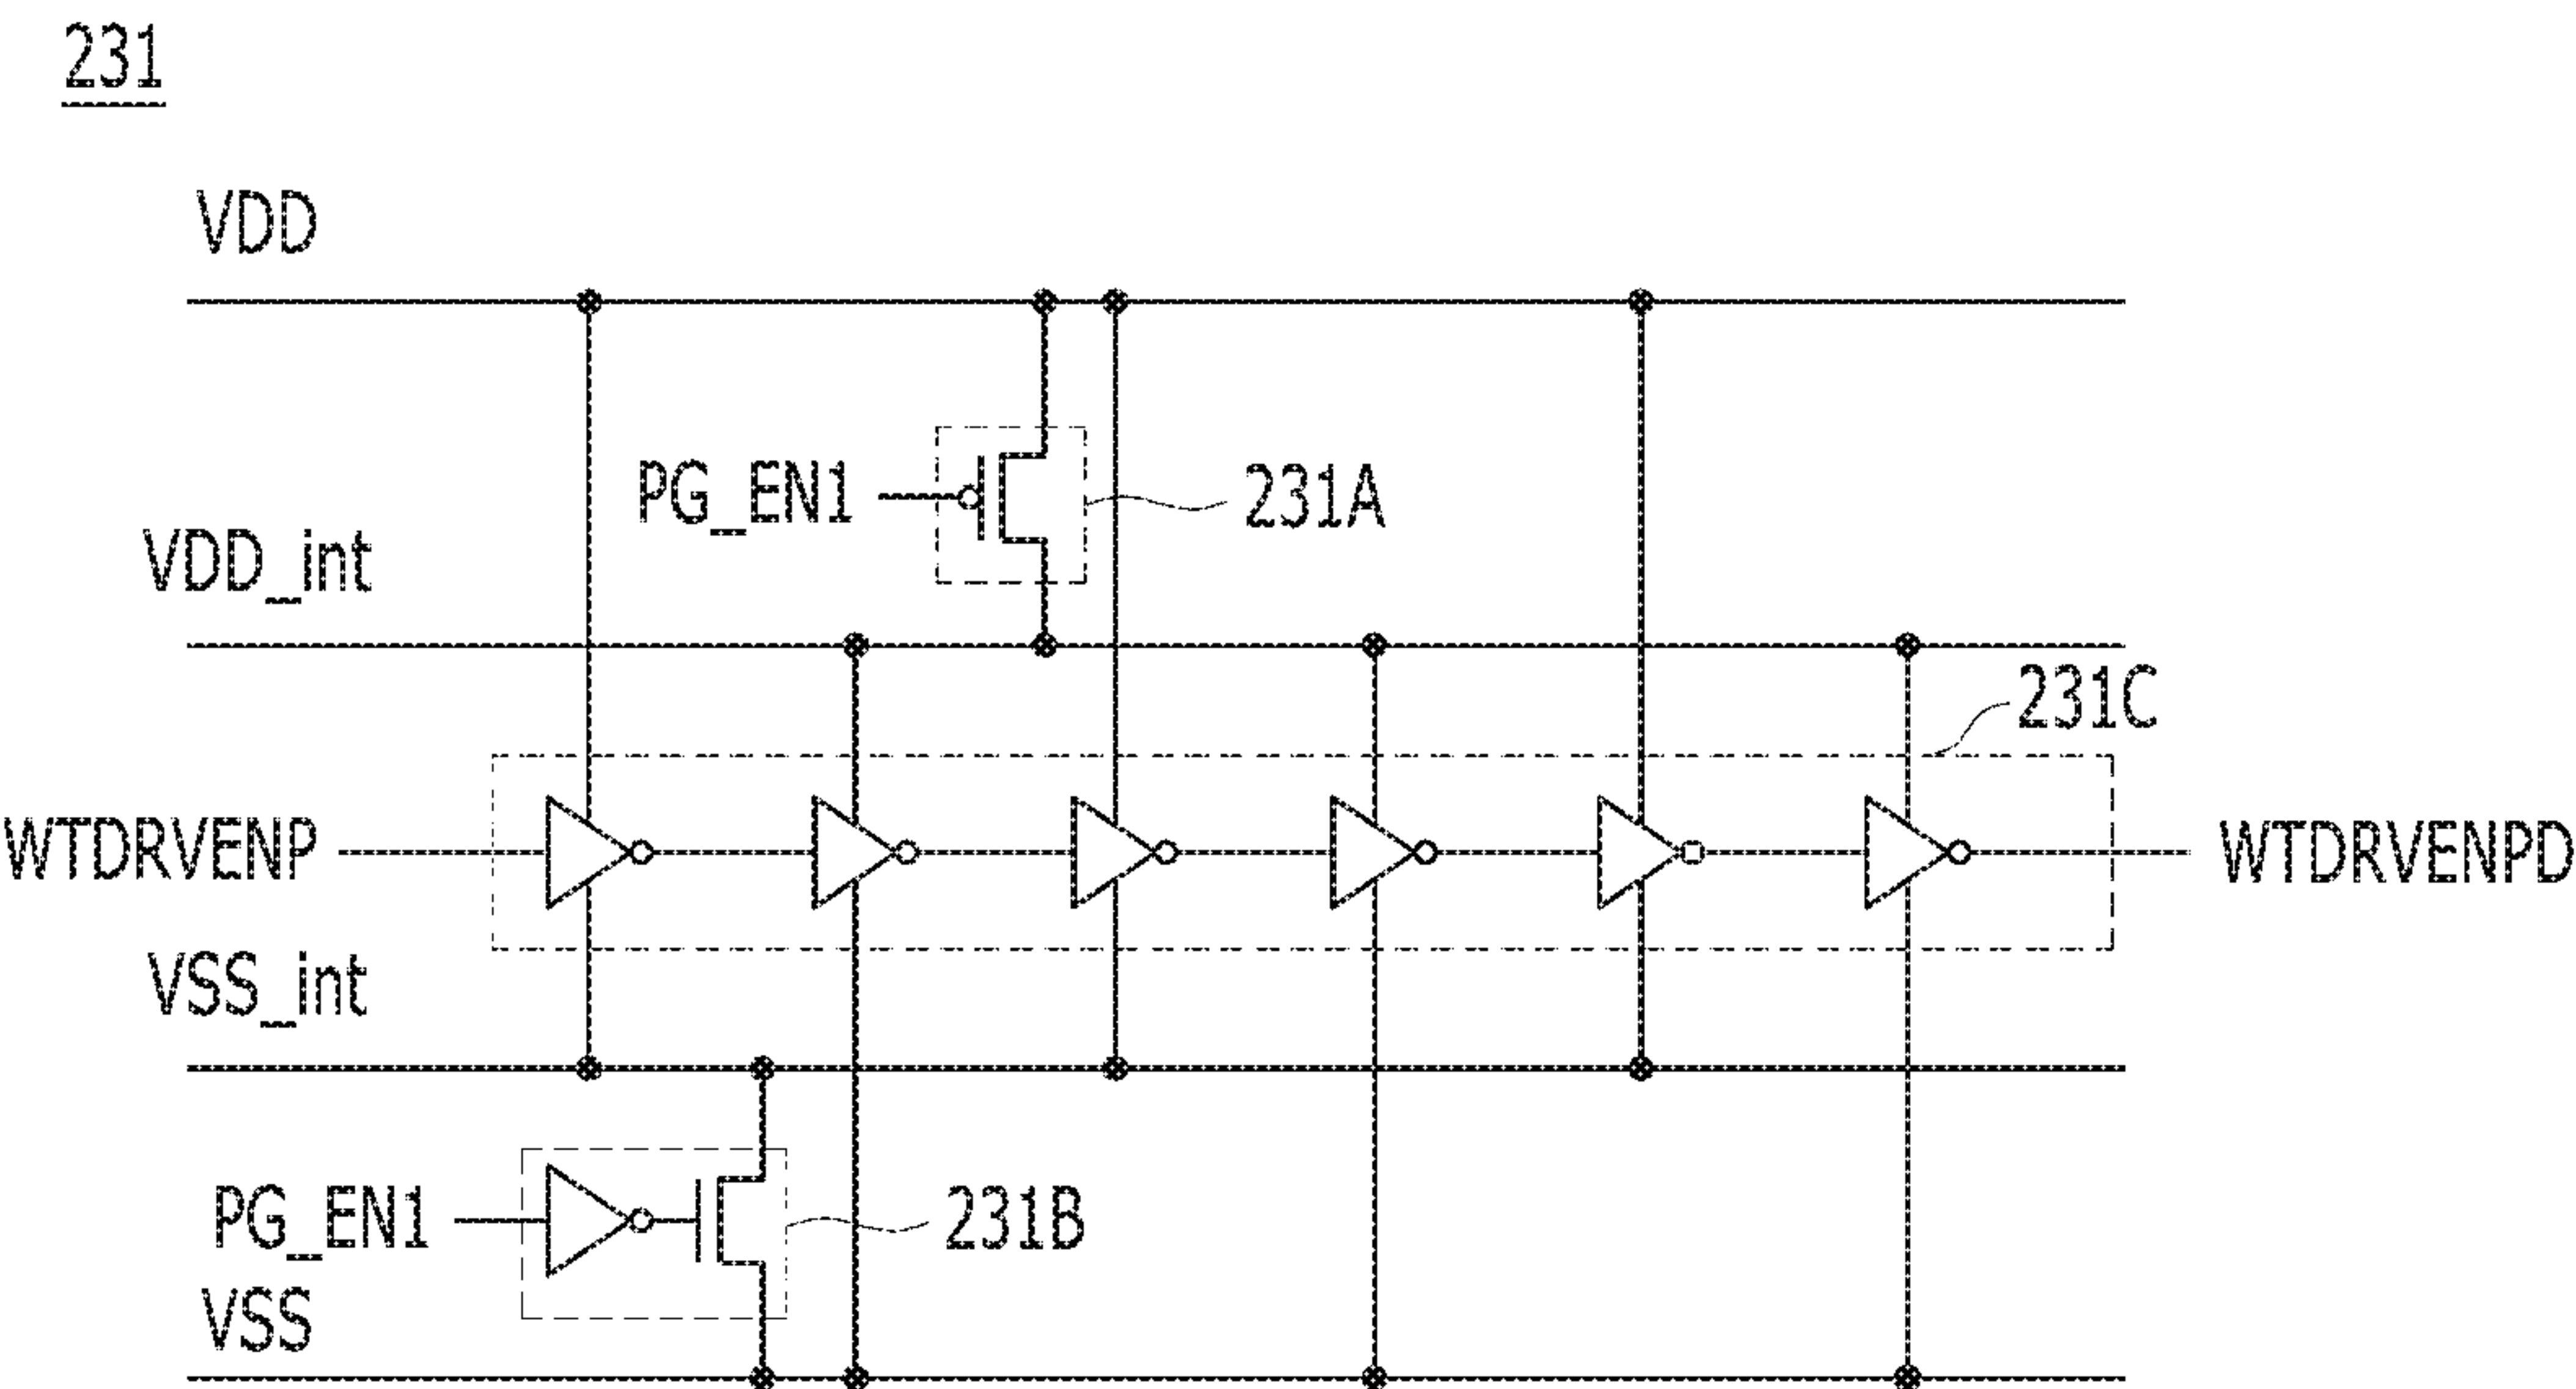 231
VDD
PG_EN1
231A
VDD_int
231C
WTDRVENP
WTDRVENPD
VSS_int
PG_EN1
231B
VSS